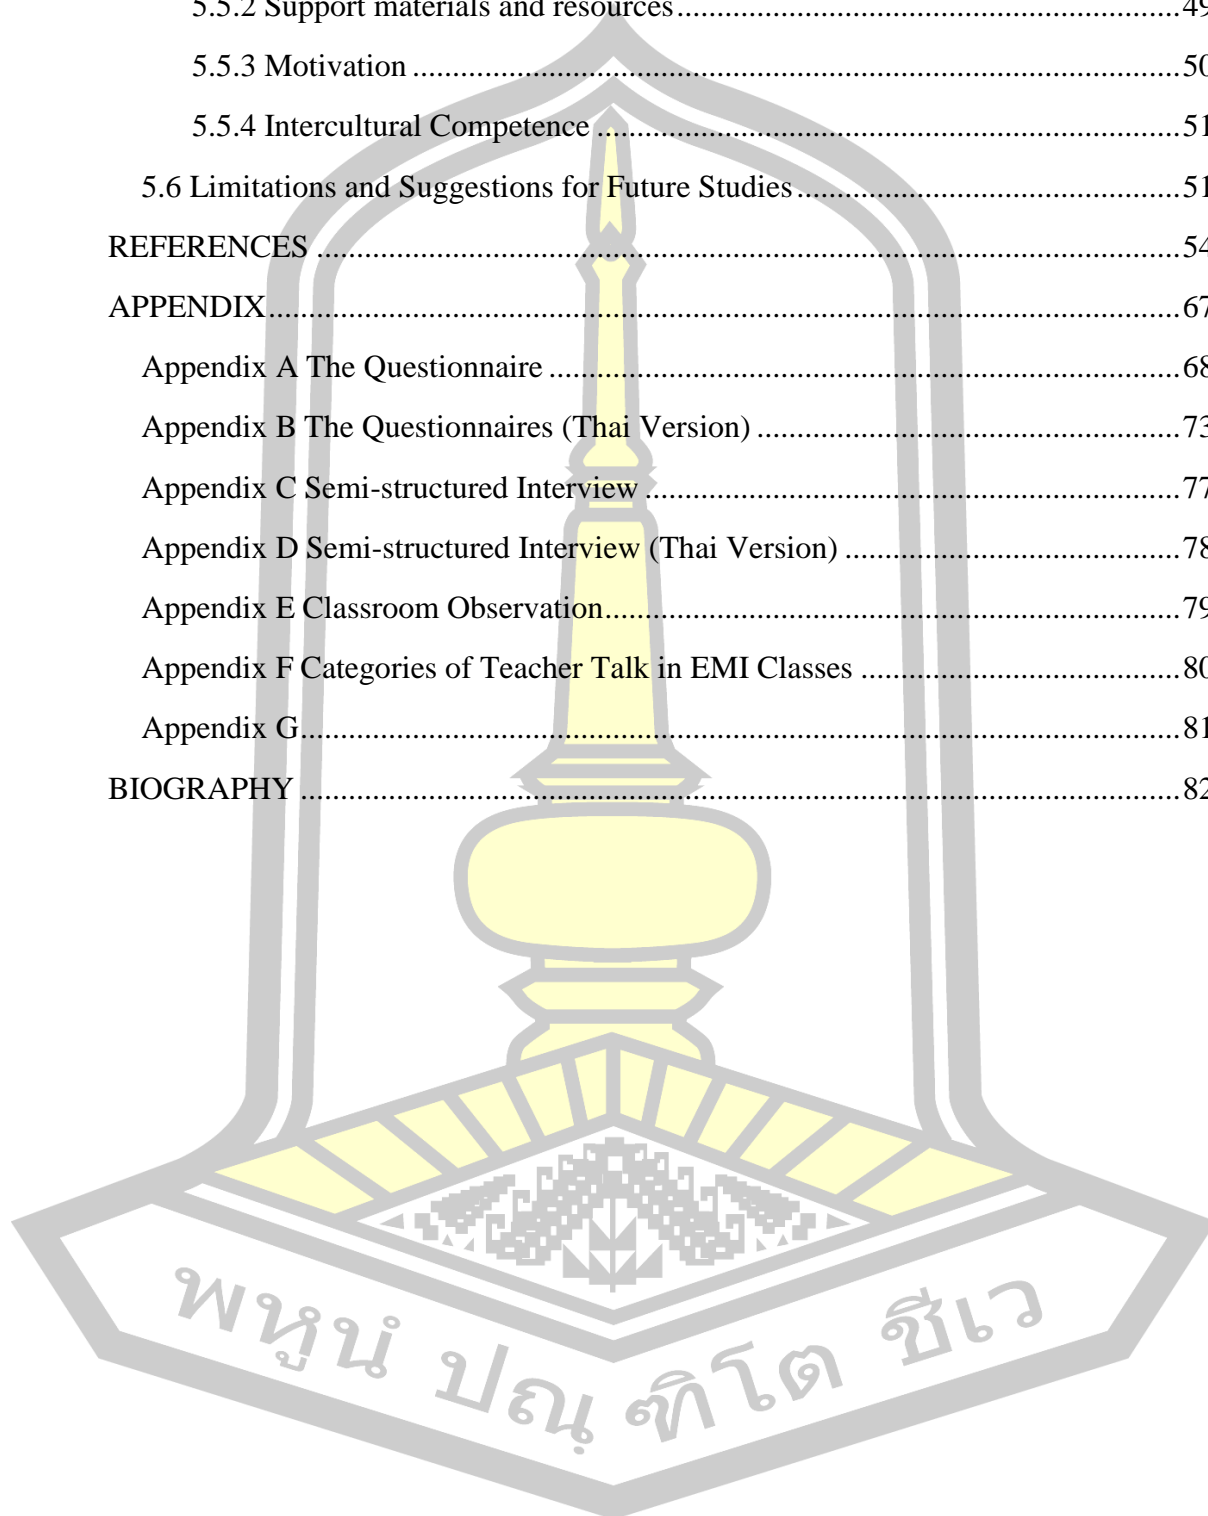 5.5.2 Support materials and resources....................49
5.5.3 Motivation....................50
5.5.4 Intercultural Competence....................51
5.6 Limitations and Suggestions for Future Studies....................51
REFERENCES....................54
APPENDIX....................67
Appendix A The Questionnaire....................68
Appendix B The Questionnaires (Thai Version)....................73
Appendix C Semi-structured Interview....................77
Appendix D Semi-structured Interview (Thai Version)....................78
Appendix E Classroom Observation....................79
Appendix F Categories of Teacher Talk in EMI Classes....................80
Appendix G....................81
BIOGRAPHY....................82
พหูนํ ปณฺฑิโต ชีเว